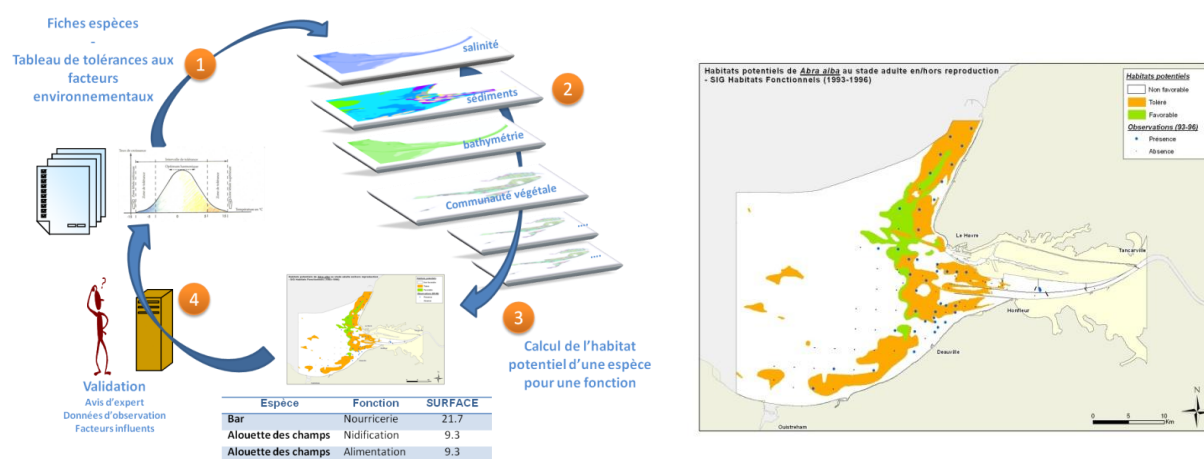 Fiches espèces
-
Tableau de tolérances aux
facteurs
environnementaux
1
salinité
sédiments
2
bathymétrie
Communauté végétale
....
....
3
Calcul de l'habitat
potentiel d'une espèce
pour une fonction
4
?
Validation
Avis d'expert
Données d'observation
Facteurs influents
Espèce Fonction SURFACE
Bar Nourricerie 21.7
Alouette des champs Nidification 9.3
Alouette des champs Alimentation 9.3
Habitats potentiels de Abra alba au stade adulte en/hors reproduction
- SIG Habitats Fonctionnels (1993-1996)
Habitats potentiels
Non favorable
Toléré
Favorable
Observations (93-96)
Présence
Absence
Le Havre
Tancarville
Honfleur
Deauville
Ouistreham
N
0 5 10
Km